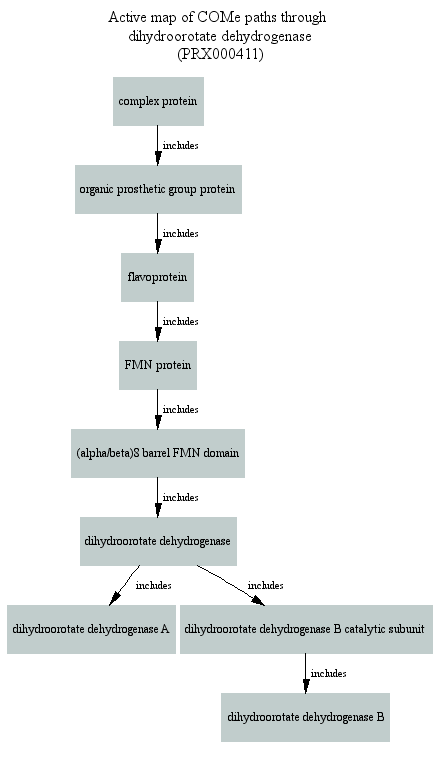 Active map of COMe paths through
dihydroorotate dehydrogenase
(PRX000411)
complex protein
includes
organic prosthetic group protein
includes
flavoprotein
includes
FMN protein
includes
(alpha/beta)8 barrel FMN domain
includes
dihydroorotate dehydrogenase
includes
includes
dihydroorotate dehydrogenase A
dihydroorotate dehydrogenase B catalytic subunit
includes
dihydroorotate dehydrogenase B